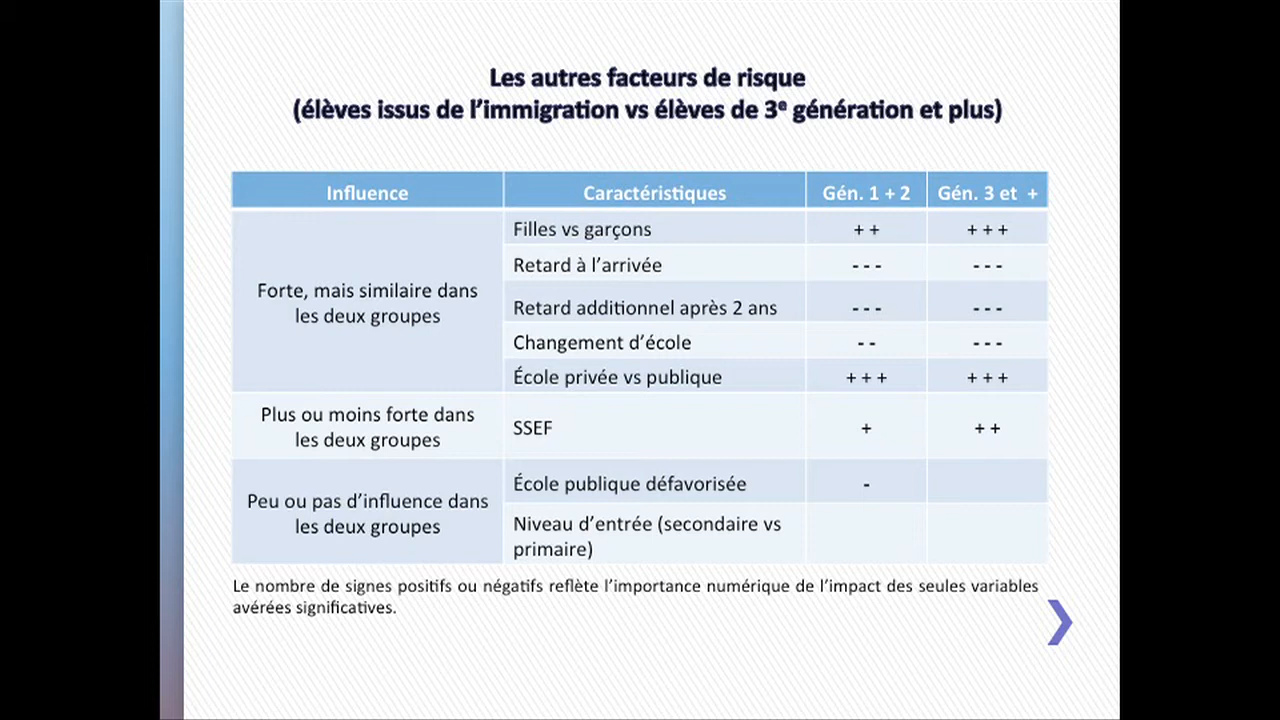 Les autres facteurs de risque
(élèves issus de l’immigration vs élèves de 3e génération et plus)
Influence Caractéristiques Gén. 1 + 2 Gén. 3 et +
Forte, mais similaire dans
les deux groupes
Filles vs garçons + + + + +
Retard à l’arrivée - - - - - -
Retard additionnel après 2 ans - - - - - -
Changement d’école - - - - -
École privée vs publique + + + + + +
Plus ou moins forte dans
les deux groupes
SSEF + + +
Peu ou pas d’influence dans
les deux groupes
École publique défavorisée -
Niveau d’entrée (secondaire vs
primaire)
Le nombre de signes positifs ou négatifs reflète l’importance numérique de l’impact des seules variables
avérées significatives.